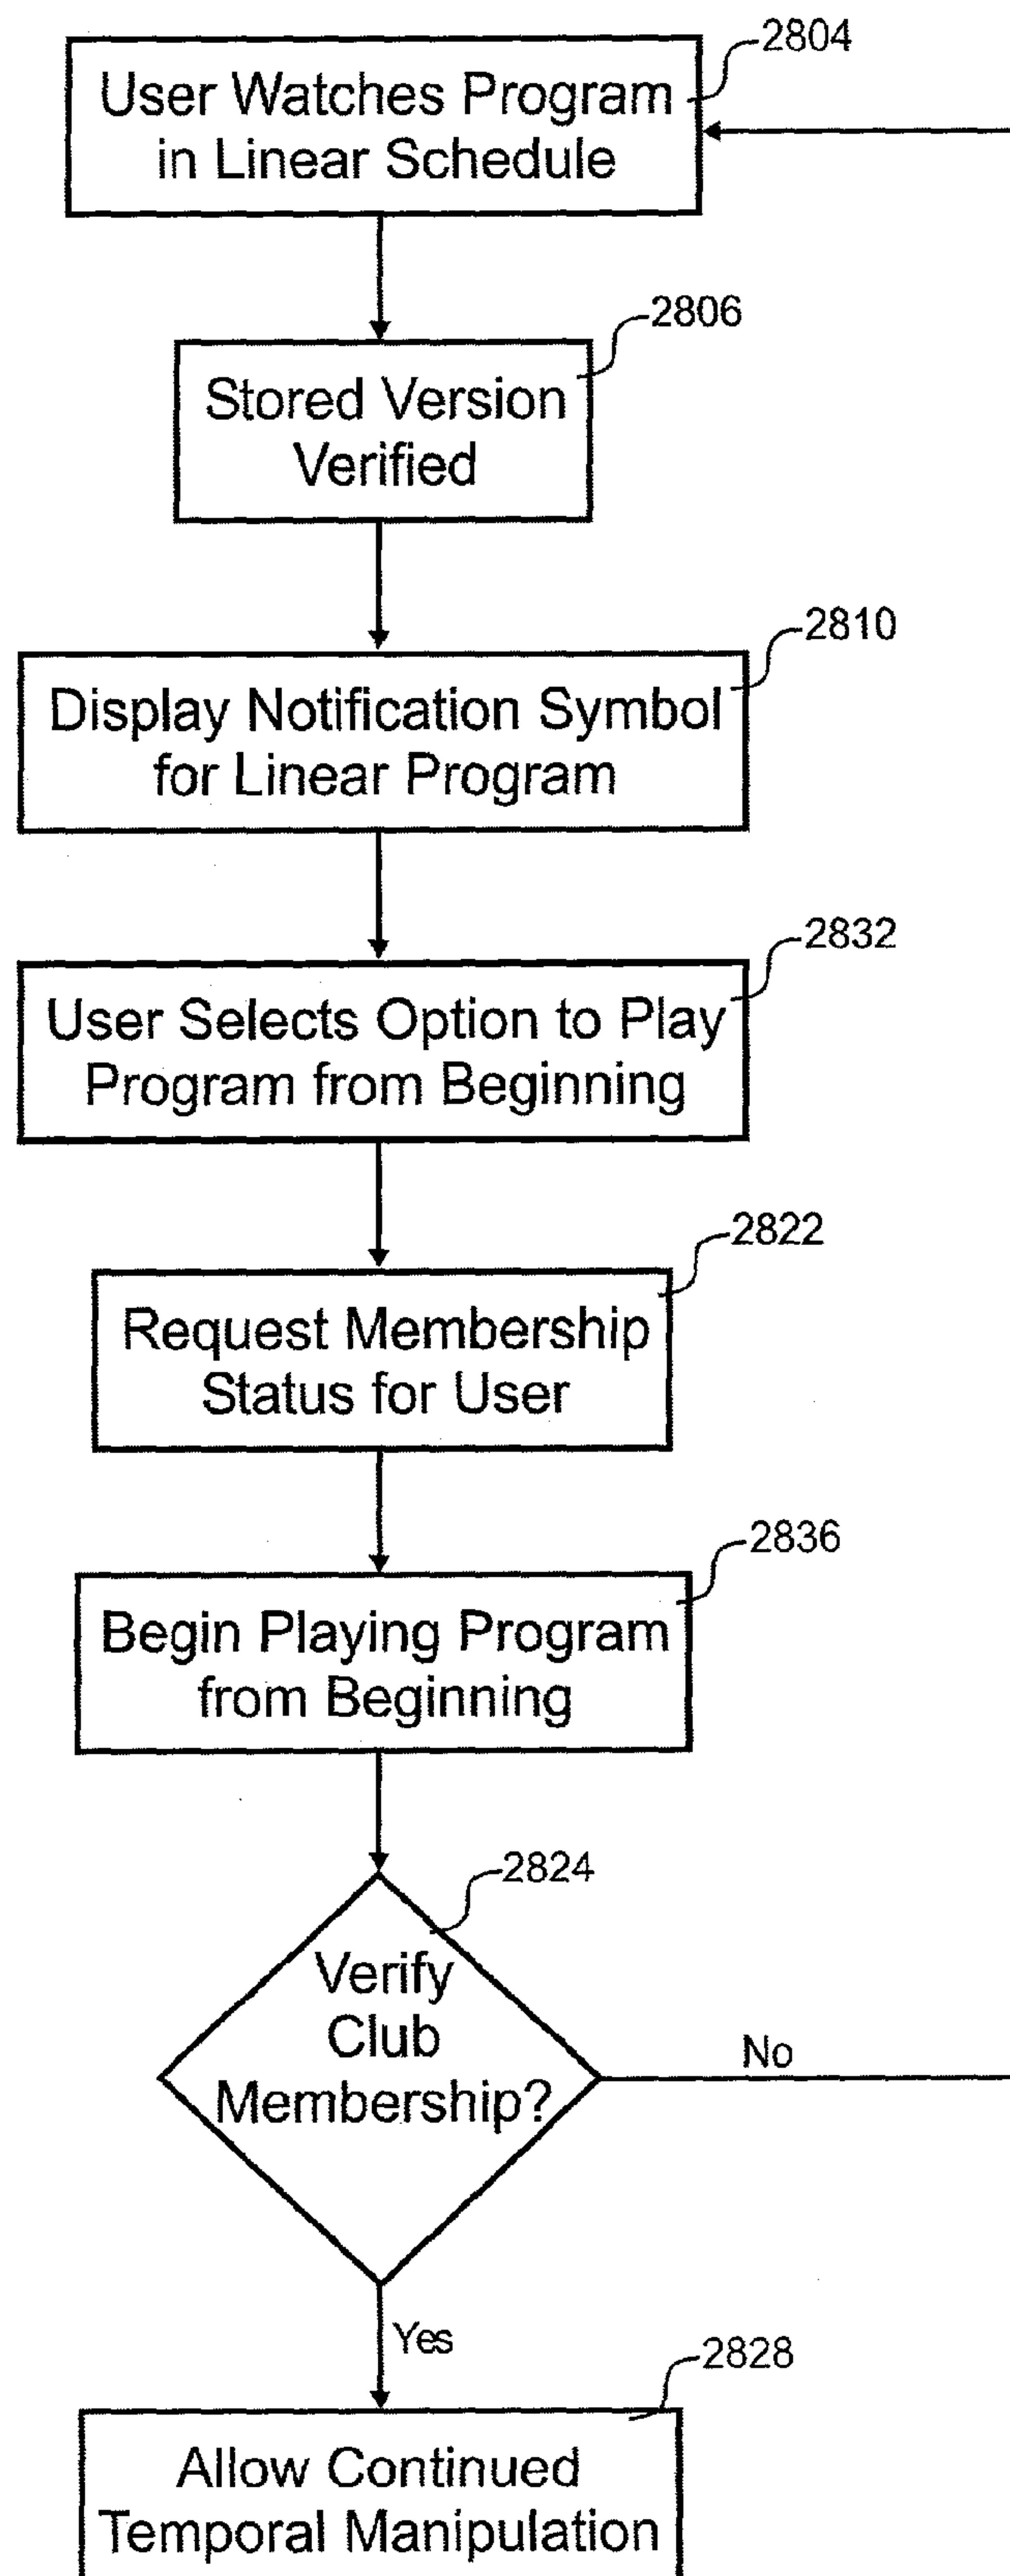 2804
User Watches Program
in Linear Schedule
2806
Stored Version
Verified
2810
Display Notification Symbol
for Linear Program
2832
User Selects Option to Play
Program from Beginning
2822
Request Membership
Status for User
2836
Begin Playing Program
from Beginning
2824
Verify
Club
Membership?
No
Yes
2828
Allow Continued
Temporal Manipulation